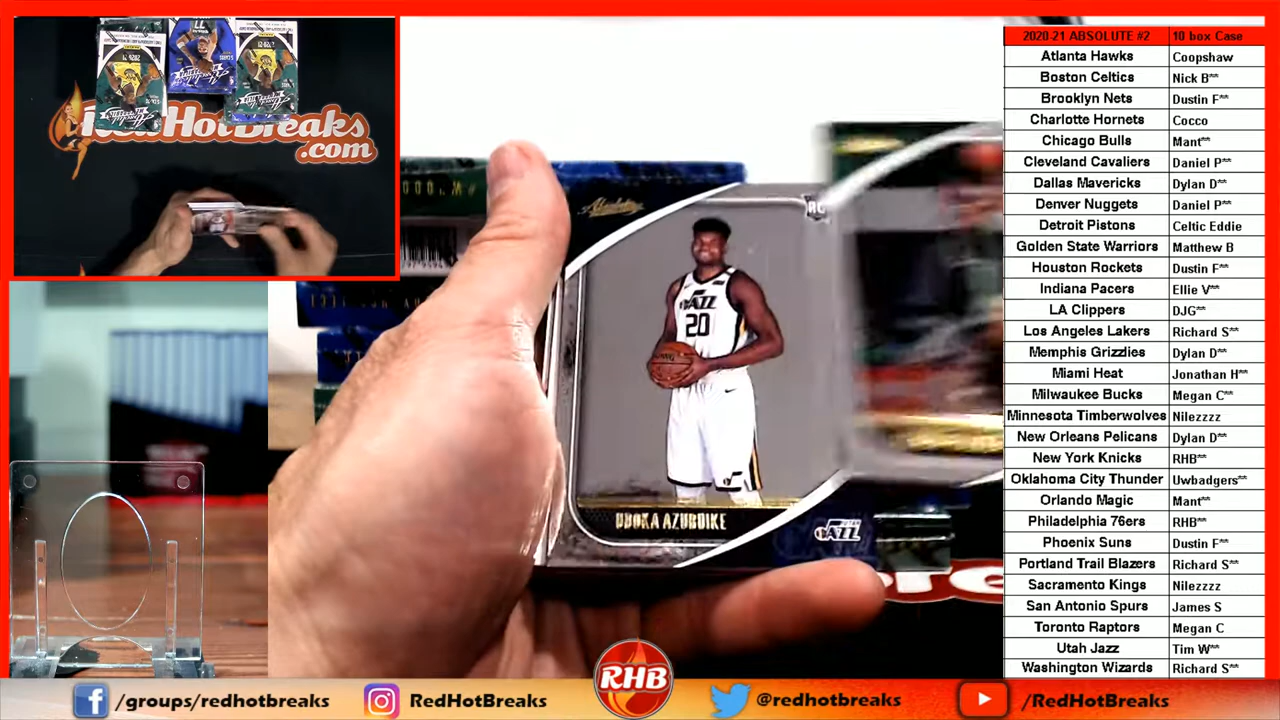 RedHotBreaks
.com
Absolute
RC
JAZZ
20
UDOKA AZUBUIKE
JAZZ
2020-21 ABSOLUTE #2 10 box Case
Atlanta Hawks Coopshaw
Boston Celtics Nick B**
Brooklyn Nets Dustin F**
Charlotte Hornets Cocco
Chicago Bulls Mant**
Cleveland Cavaliers Daniel P**
Dallas Mavericks Dylan D**
Denver Nuggets Daniel P**
Detroit Pistons Celtic Eddie
Golden State Warriors Matthew B
Houston Rockets Dustin F**
Indiana Pacers Ellie V**
LA Clippers DJG**
Los Angeles Lakers Richard S**
Memphis Grizzlies Dylan D**
Miami Heat Jonathan H**
Milwaukee Bucks Megan C**
Minnesota Timberwolves Nilezzzz
New Orleans Pelicans Dylan D**
New York Knicks RHB**
Oklahoma City Thunder Uwbadgers**
Orlando Magic Mant**
Philadelphia 76ers RHB**
Phoenix Suns Dustin F**
Portland Trail Blazers Richard S**
Sacramento Kings Nilezzzz
San Antonio Spurs James S
Toronto Raptors Megan C
Utah Jazz Tim W**
Washington Wizards Richard S**
/groups/redhotbreaks
RedHotBreaks
RHB
@redhotbreaks
/RedHotBreaks